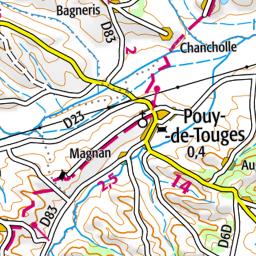 Bagneris
D83
Chancholle
2
D23
Pouy-
-de-Touges
0,4
Magnan
Au
2,5
14
D83
D6D